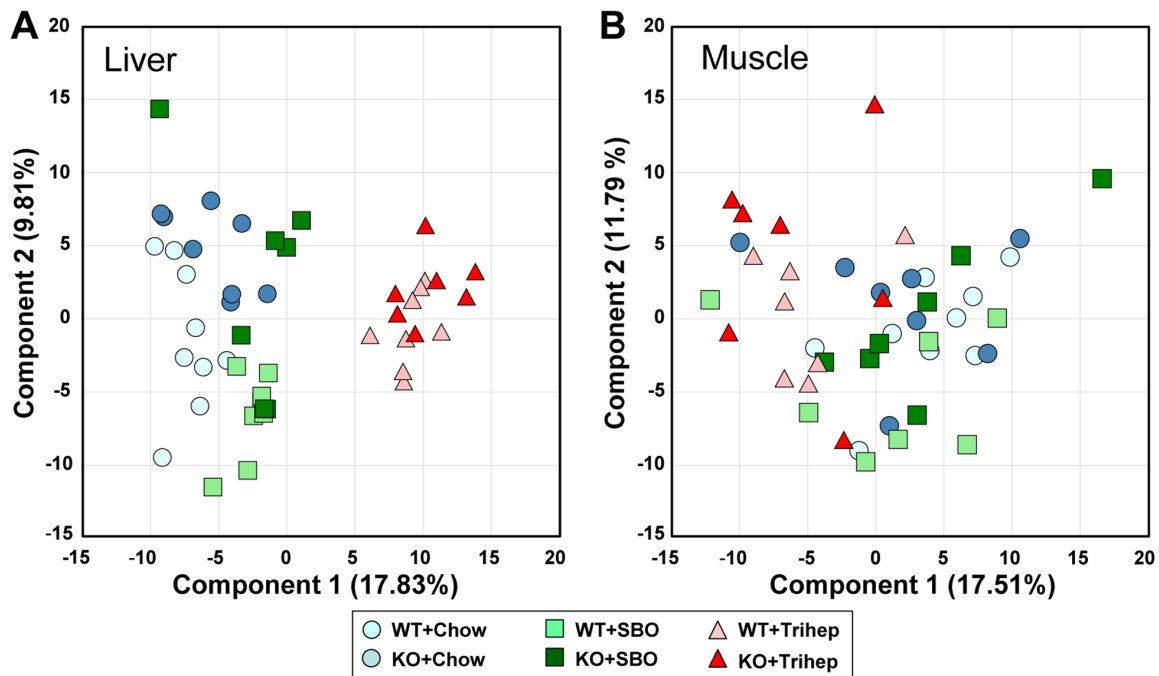 A
Liver
20
15
10
5
0
-5
-10
-15
Component 2 (9.81%)
-15 -10 -5 0 5 10 15 20
Component 1 (17.83%)
B
Muscle
20
15
10
5
0
-5
-10
-15
Component 2 (11.79 %)
-15 -10 -5 0 5 10 15 20
Component 1 (17.51%)
WT+Chow WT+SBO WT+Trihep
KO+Chow KO+SBO KO+Trihep